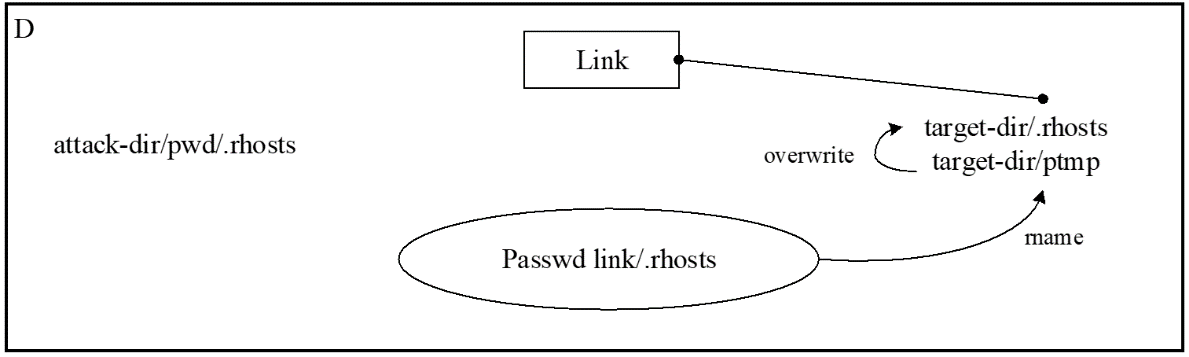 D
Link
attack-dir/pwd/.rhosts
target-dir/.rhosts
overwrite
target-dir/ptmp
rname
Passwd link/.rhosts